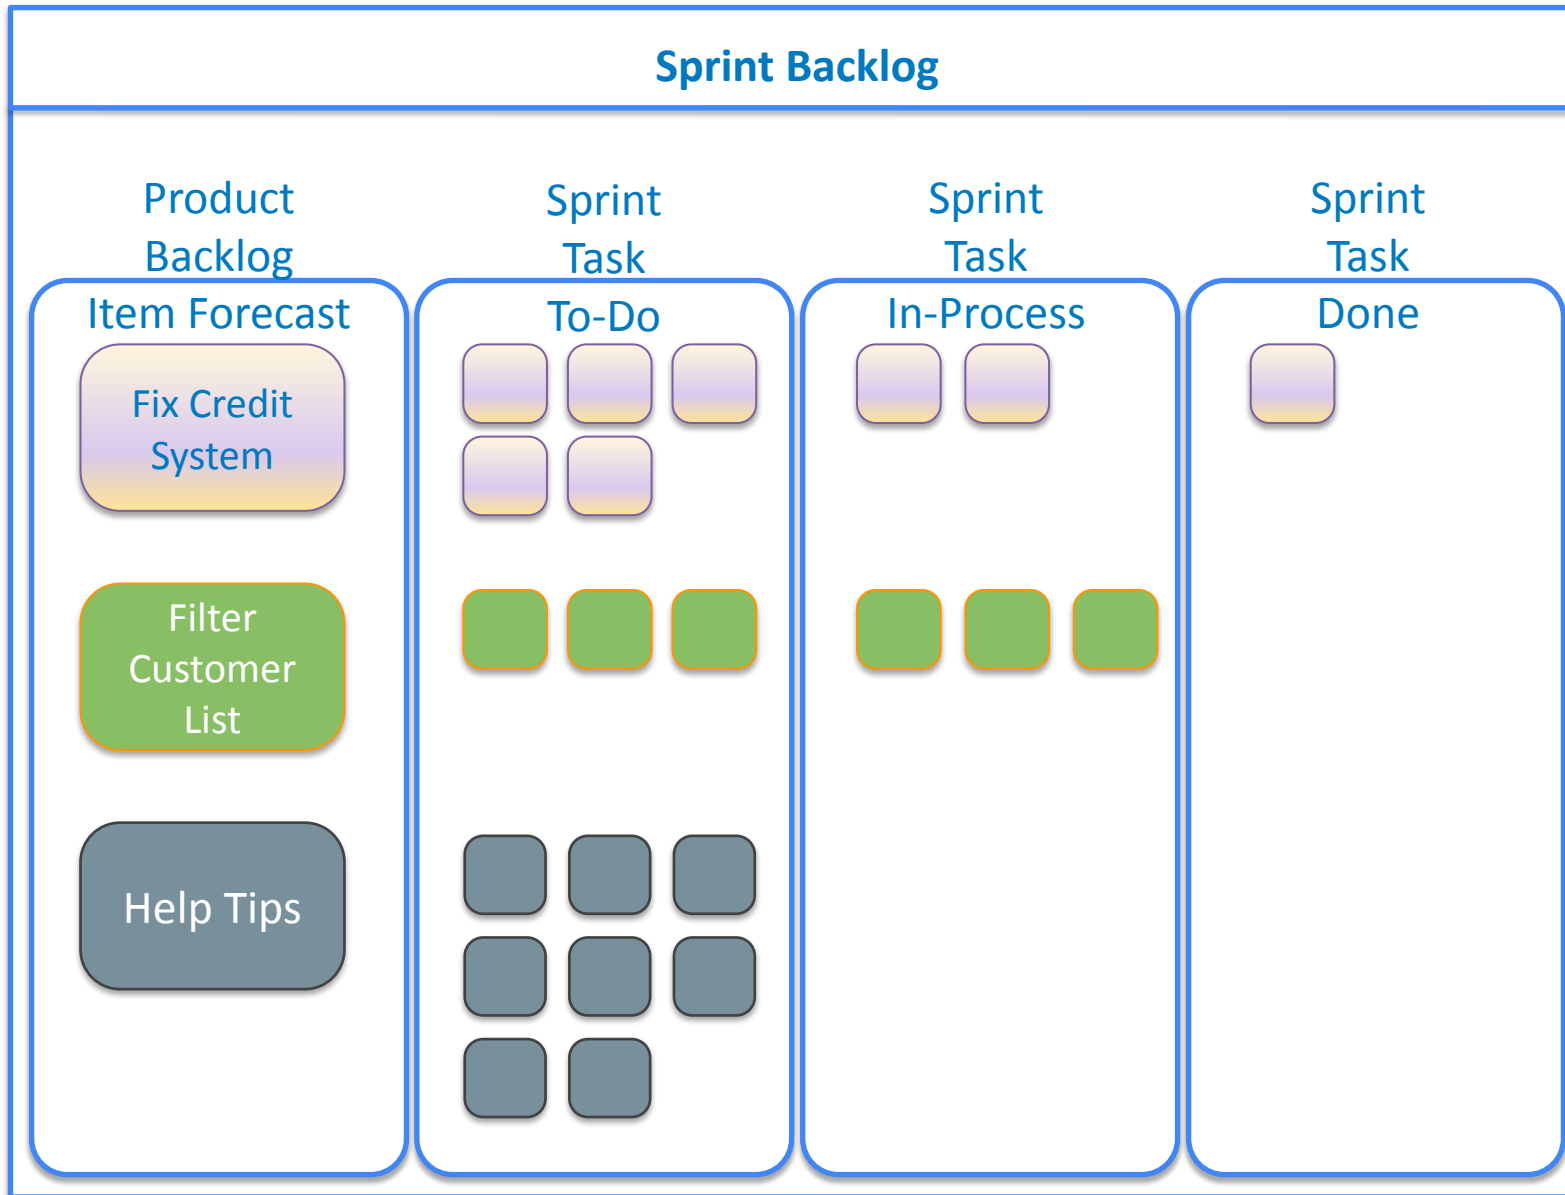 Sprint Backlog
Product
Backlog
Item Forecast
Sprint
Task
To-Do
Sprint
Task
In-Process
Sprint
Task
Done
Fix Credit
System
Filter
Customer
List
Help Tips